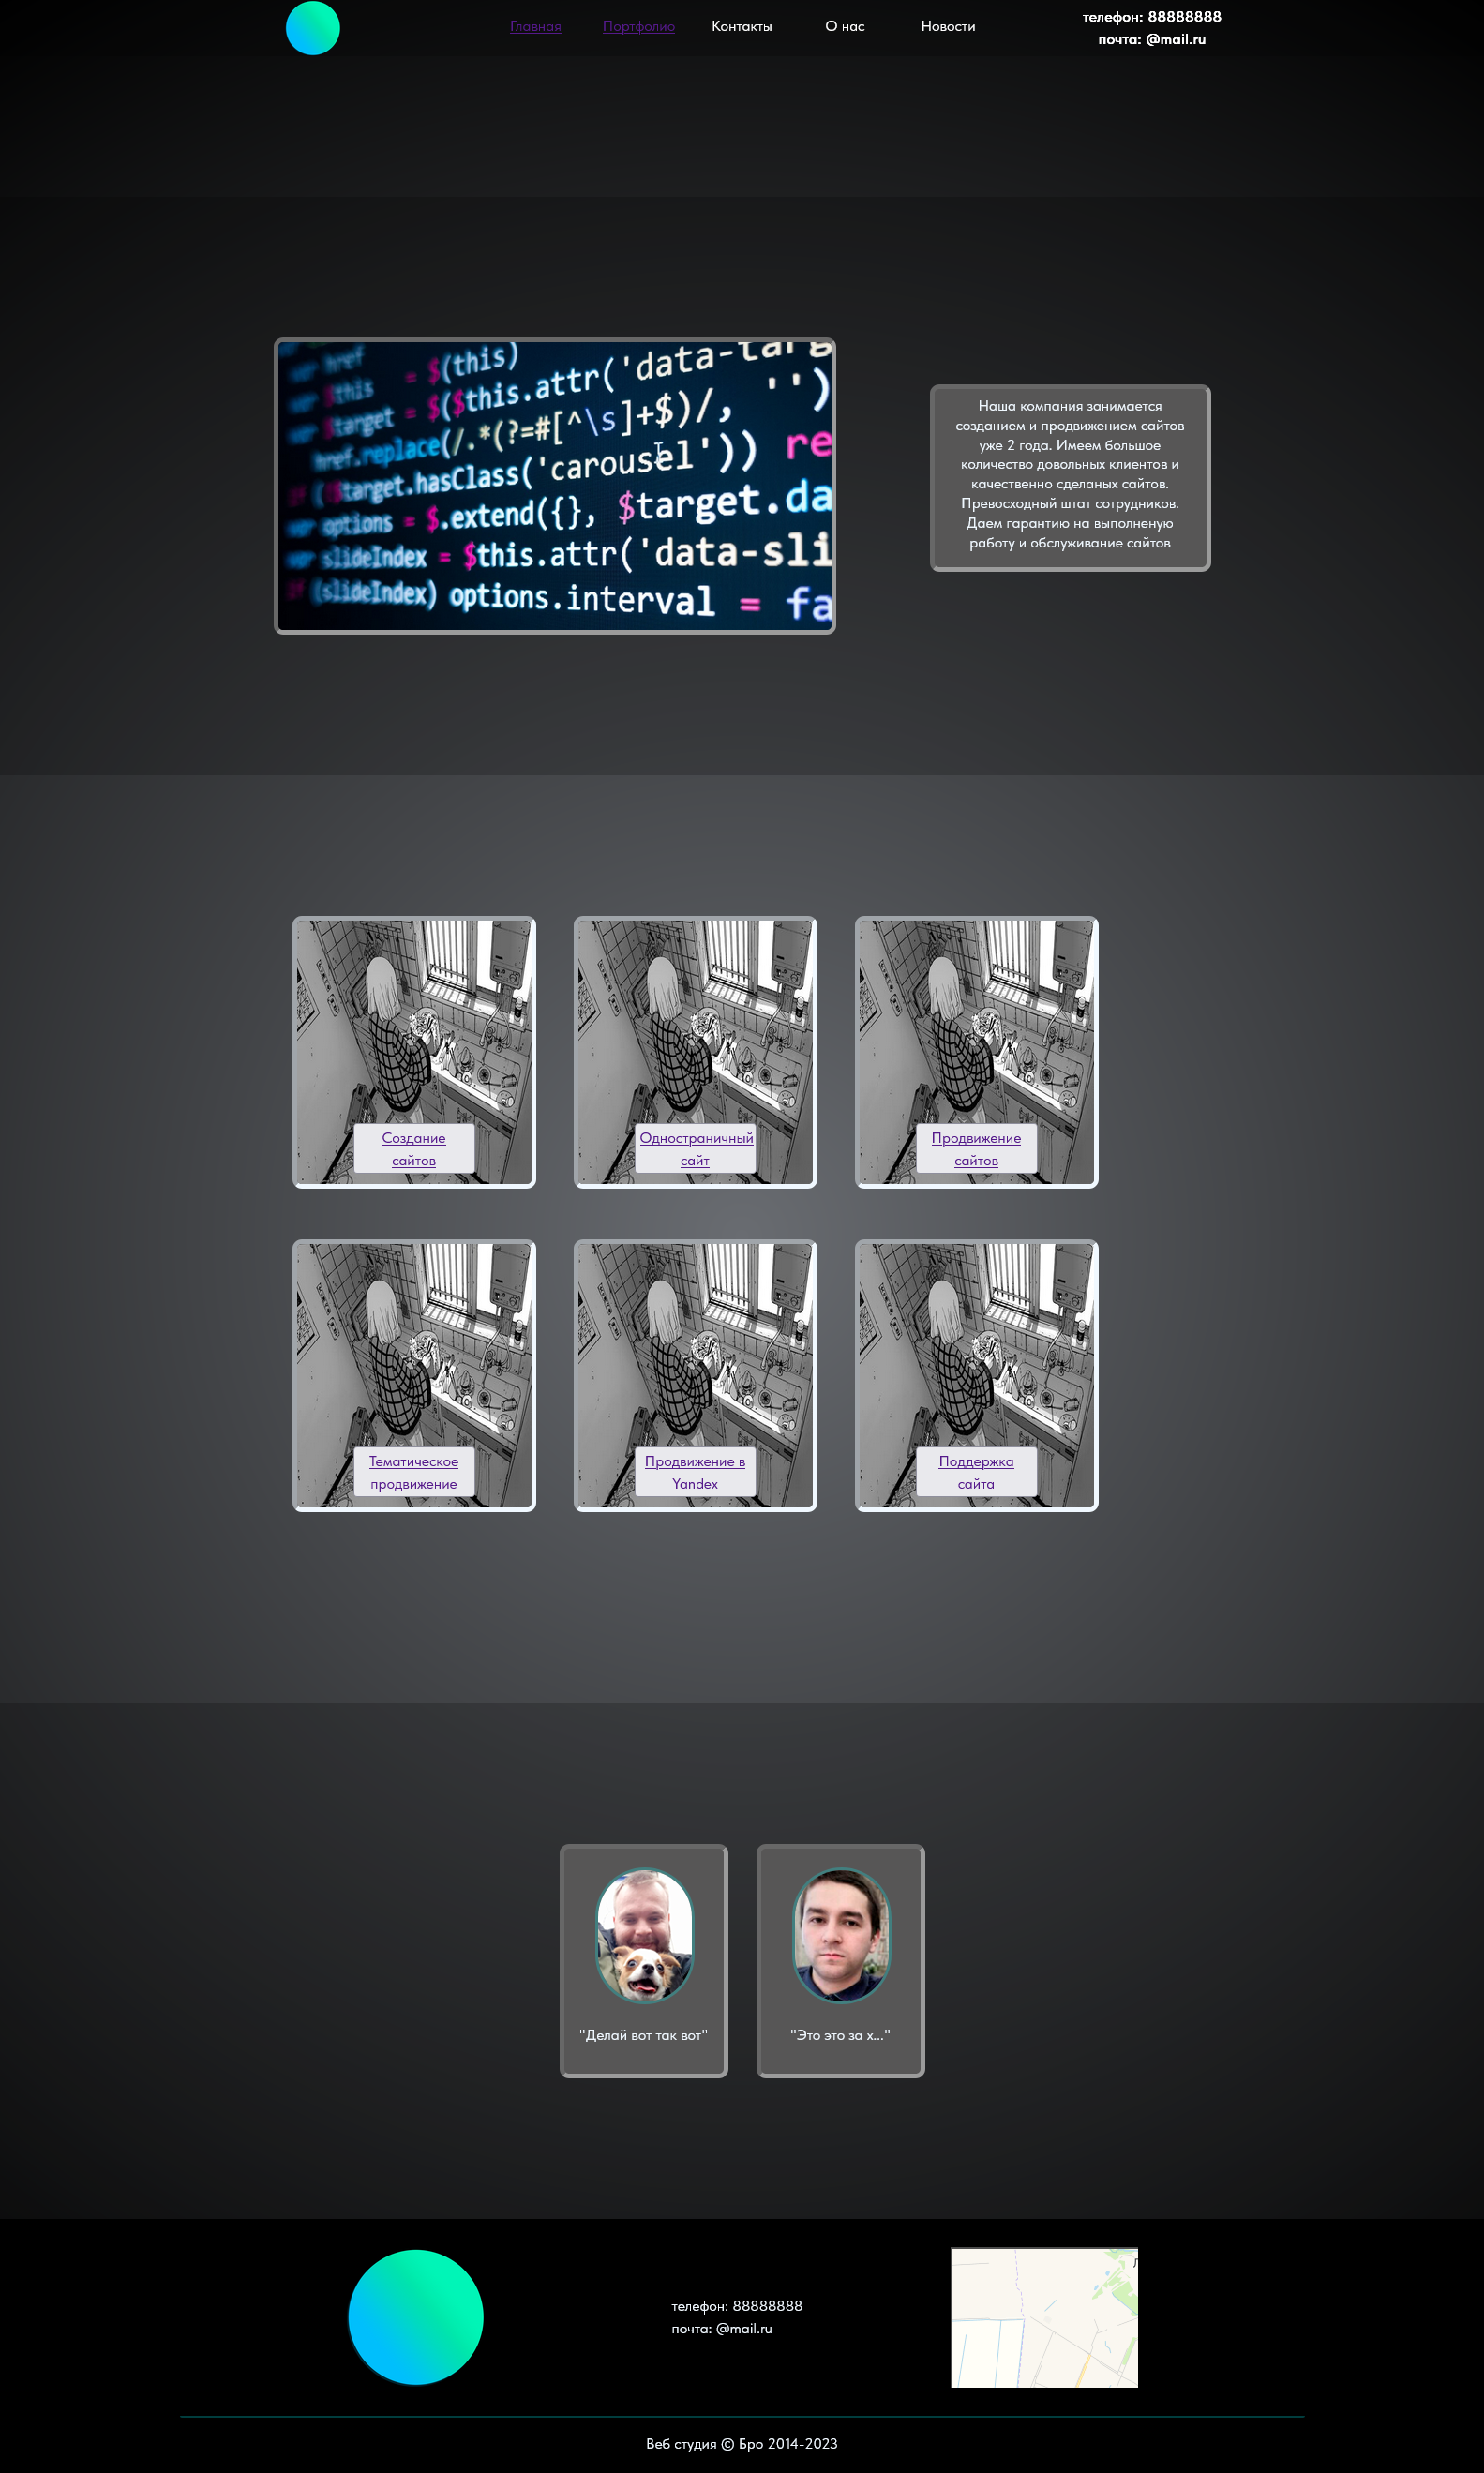 Главная Портфолио Контакты О нас Новости
телефон: 88888888
почта: @mail.ru
var href
var $this = $(this)
var $target = $($this.attr('data-targ
href.replace(/.*(?=#[^\s]+$)/, '')
if (!$target.hasClass('carousel')) re
var options = $.extend({}, $target.da
var slideIndex = $this.attr('data-sli
if (slideIndex) options.interval = fa
Наша компания занимается
созданием и продвижением сайтов
уже 2 года. Имеем большое
количество довольных клиентов и
качественно сделаных сайтов.
Превосходный штат сотрудников.
Даем гарантию на выполненую
работу и обслуживание сайтов
Создание
сайтов
Одностраничный
сайт
Продвижение
сайтов
Тематическое
продвижение
Продвижение в
Yandex
Поддержка
сайта
"Делай вот так вот"
"Это это за х..."
телефон: 88888888
почта: @mail.ru
Веб студия © Бро 2014-2023